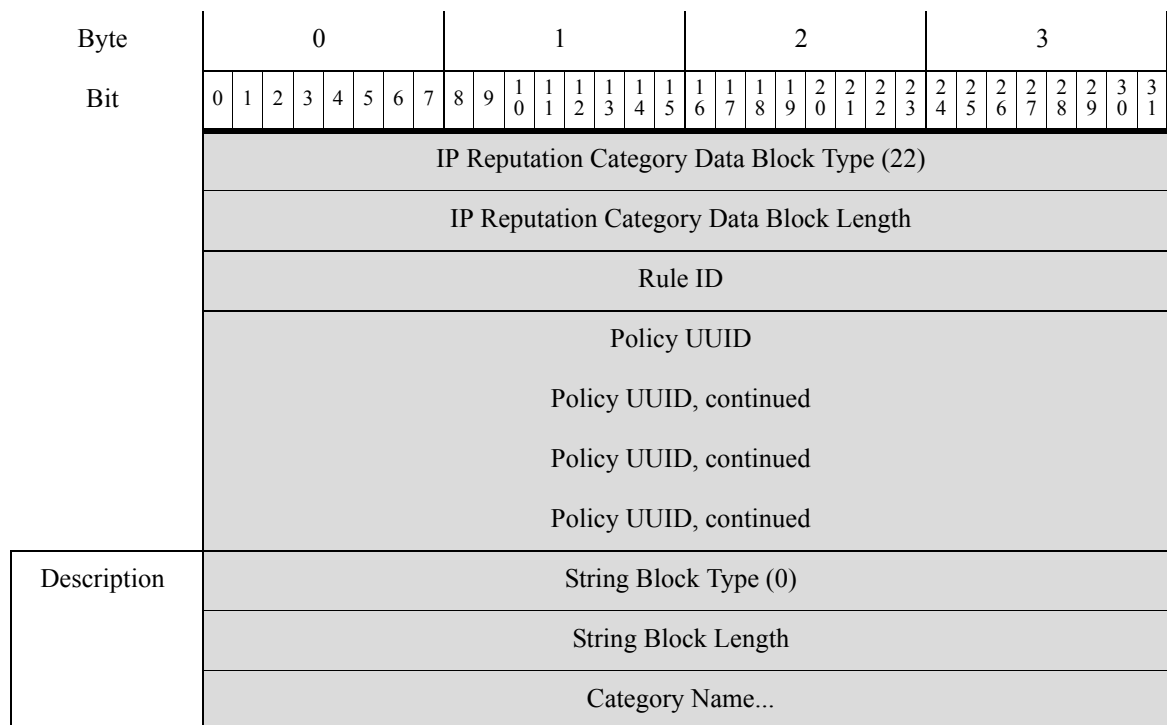 Byte 0 1 2 3
Bit 0 1 2 3 4 5 6 7 8 9 10 11 12 13 14 15 16 17 18 19 20 21 22 23 24 25 26 27 28 29 30 31
IP Reputation Category Data Block Type (22)
IP Reputation Category Data Block Length
Rule ID
Policy UUID
Policy UUID, continued
Policy UUID, continued
Policy UUID, continued
Description String Block Type (0)
String Block Length
Category Name...